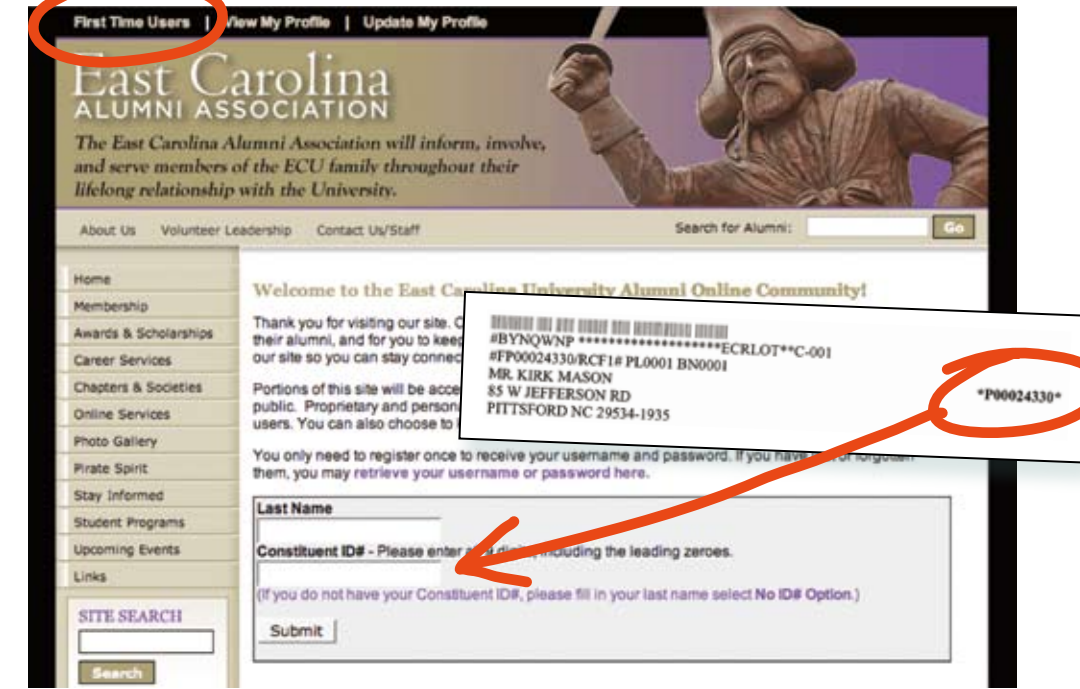 First Time Users | View My Profile | Update My Profile
East Carolina
ALUMNI ASSOCIATION
The East Carolina Alumni Association will inform, involve,
and serve members of the ECU family throughout their
lifelong relationship with the University.
About Us Volunteer Leadership Contact Us/Staff Search for Alumni: Go
Home
Membership
Awards & Scholarships
Career Services
Chapters & Societies
Online Services
Photo Gallery
Pirate Spirit
Stay Informed
Student Programs
Upcoming Events
Links
SITE SEARCH
Search
Welcome to the East Carolina University Alumni Online Community!
Thank you for visiting our site.
their alumni, and for you to keep
our site so you can stay connec
Portions of this site will be acce
public. Proprietary and person
users. You can also choose to
You only need to register once to receive your username and password. If you have or forgotten
them, you may retrieve your username or password here.
#BYNQWNP *******************ECRLOT**C-001
#FP00024330/RCF1# PL0001 BN0001
MR. KIRK MASON
85 W JEFFERSON RD
PITTSFORD NC 29534-1935
*P00024330*
Last Name
Constituent ID# - Please enter all digits, including the leading zeroes.
(If you do not have your Constituent ID#, please fill in your last name select No ID# Option.)
Submit